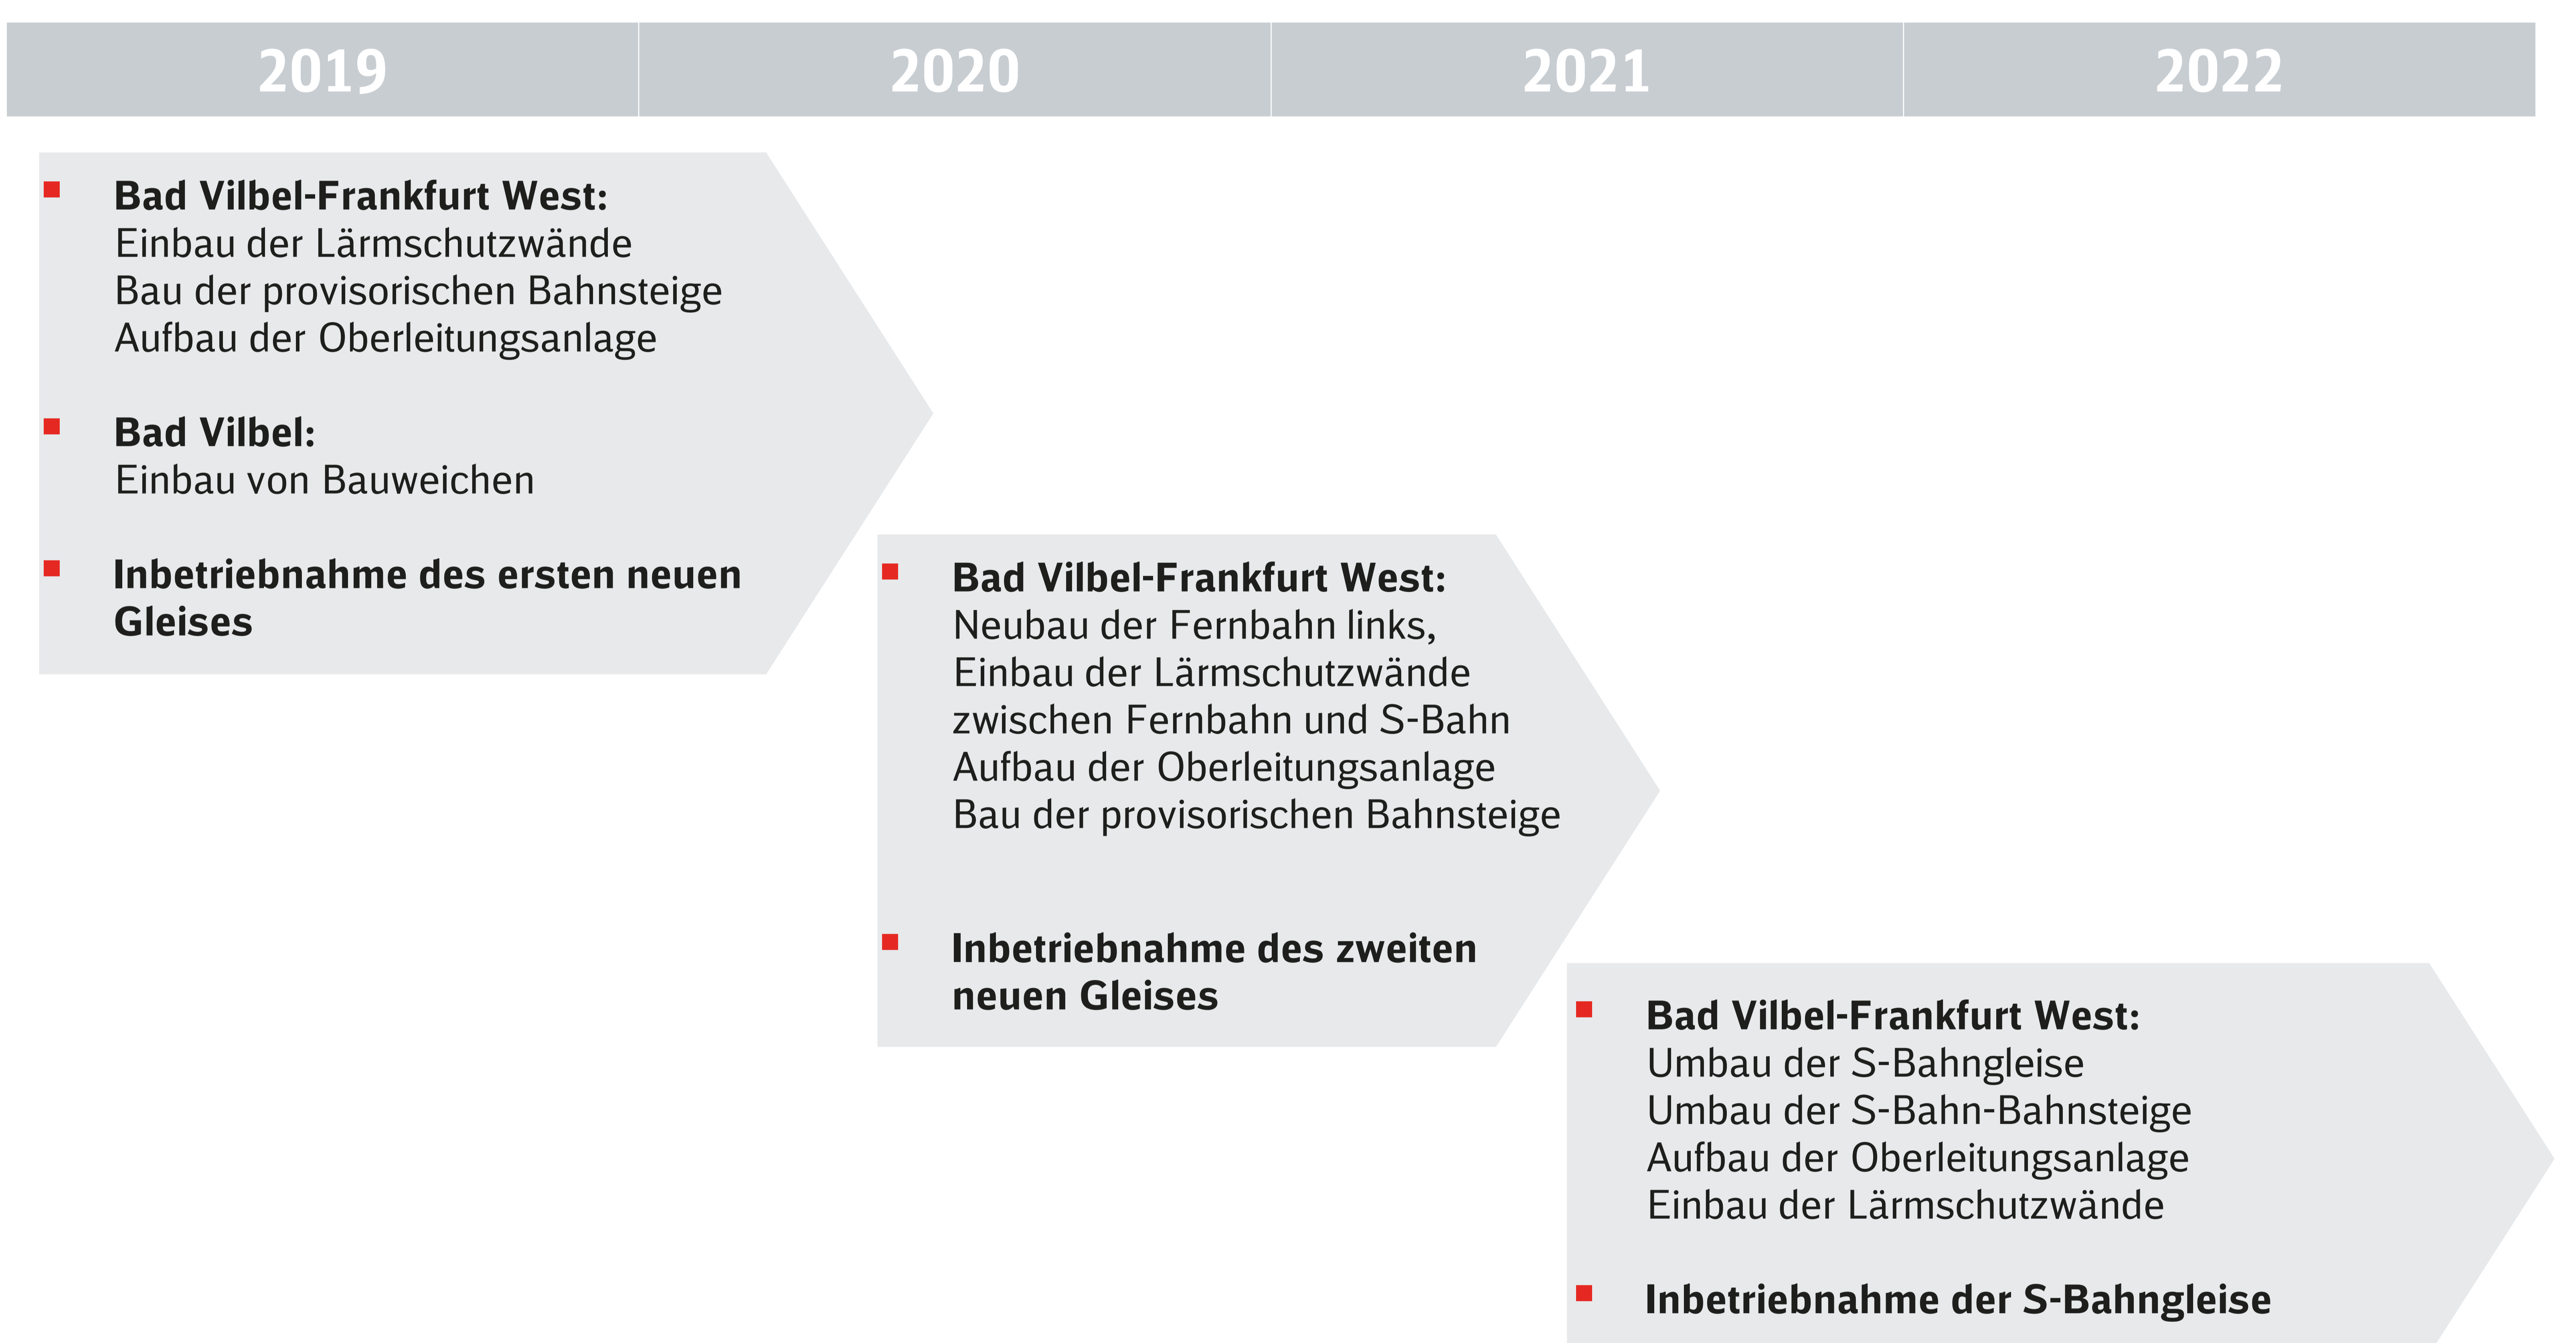 2019 2020 2021 2022
Bad Vilbel-Frankfurt West:
Einbau der Lärmschutzwände
Bau der provisorischen Bahnsteige
Aufbau der Oberleitungsanlage
Bad Vilbel:
Einbau von Bauweichen
Inbetriebnahme des ersten neuen
Gleises
Bad Vilbel-Frankfurt West:
Neubau der Fernbahn links,
Einbau der Lärmschutzwände
zwischen Fernbahn und S-Bahn
Aufbau der Oberleitungsanlage
Bau der provisorischen Bahnsteige
Inbetriebnahme des zweiten
neuen Gleises
Bad Vilbel-Frankfurt West:
Umbau der S-Bahngleise
Umbau der S-Bahn-Bahnsteige
Aufbau der Oberleitungsanlage
Einbau der Lärmschutzwände
Inbetriebnahme der S-Bahngleise